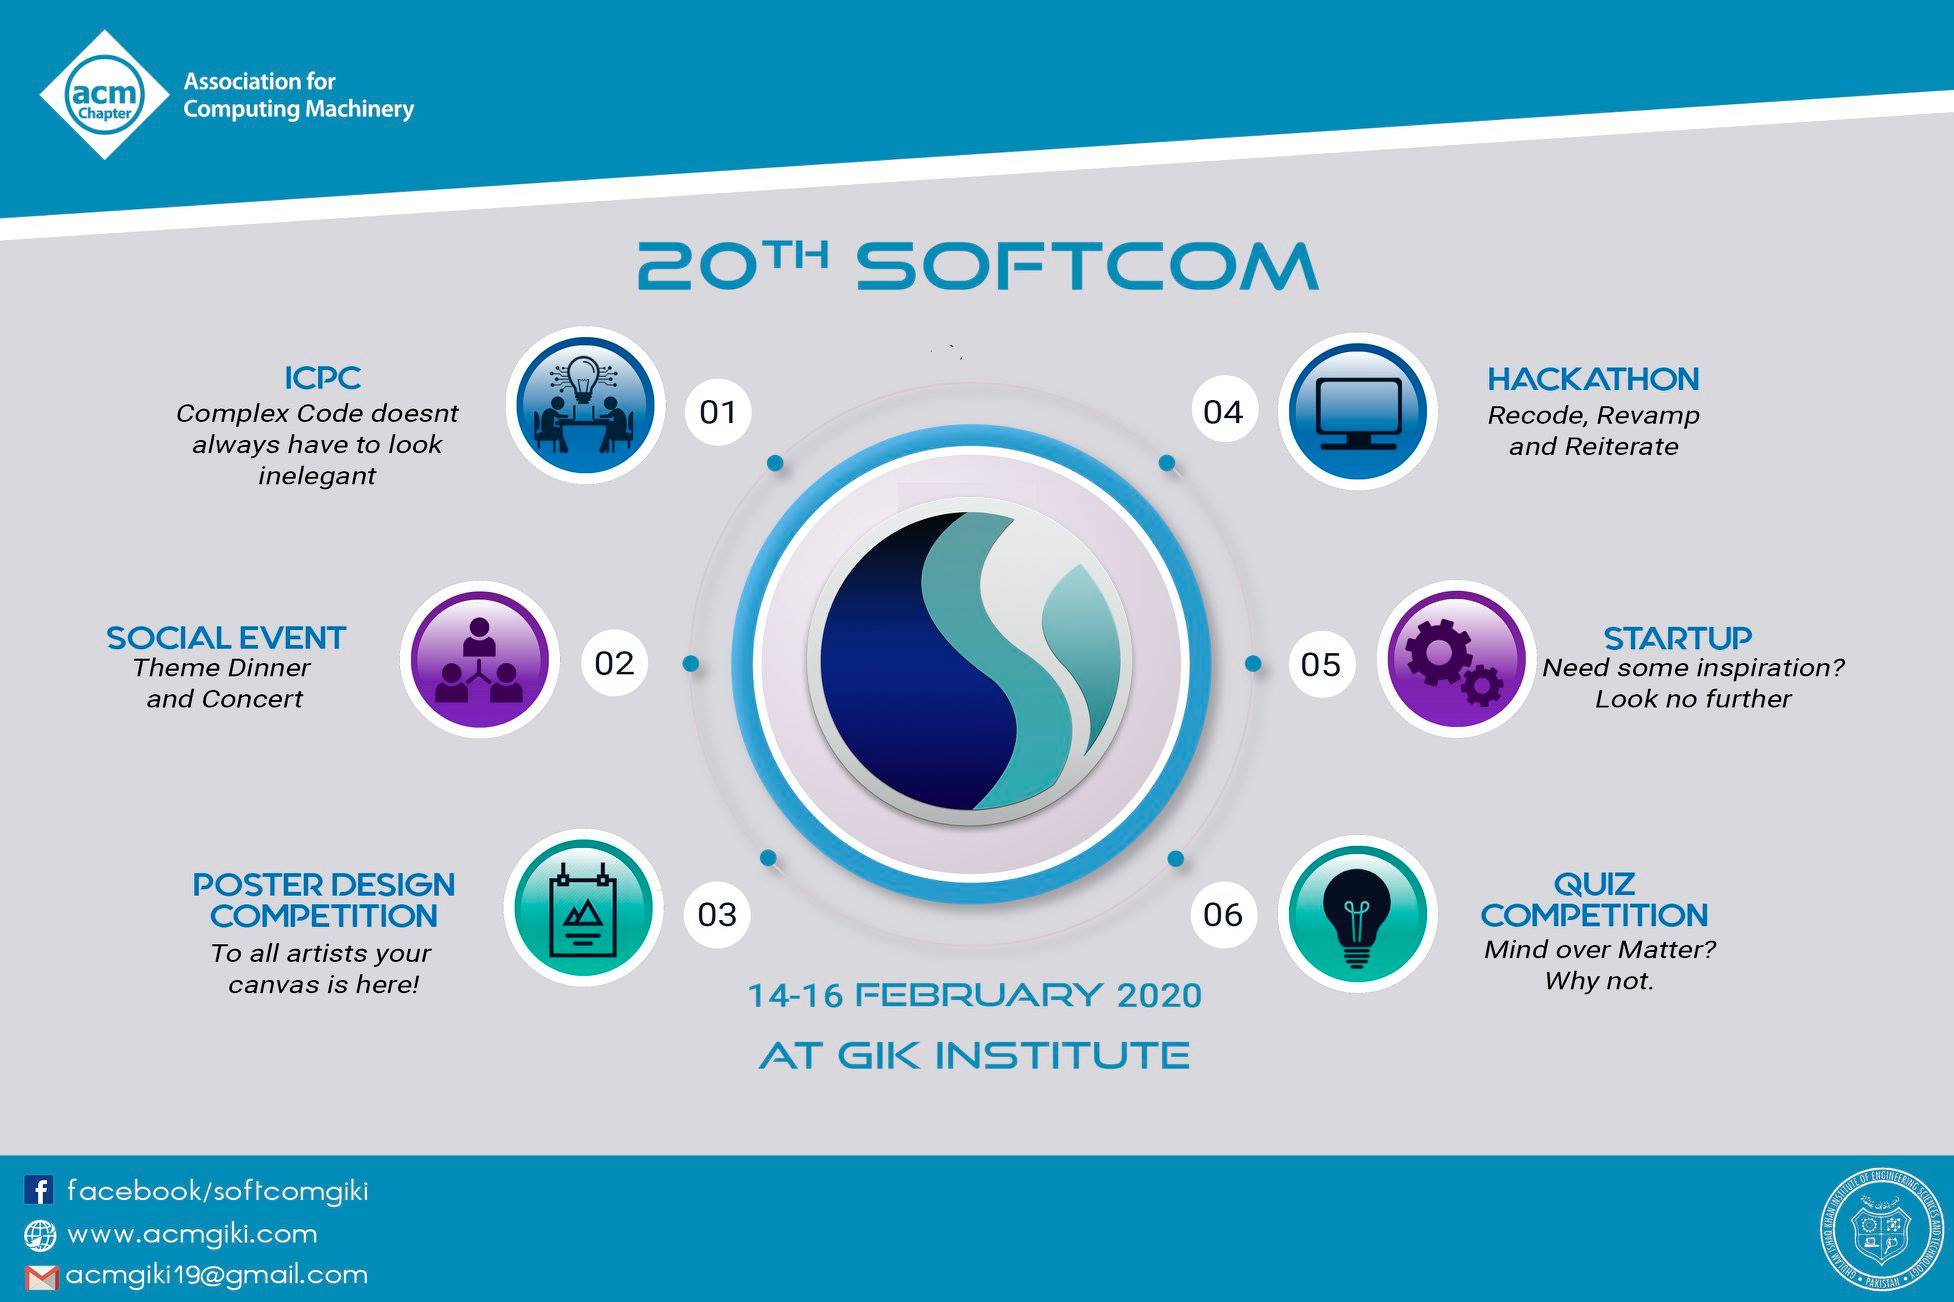 acm
Chapter
Association for
Computing Machinery
20TH SOFTCOM
ICPC
Complex Code doesnt
always have to look
inelegant
01
SOCIAL EVENT
Theme Dinner
and Concert
02
POSTER DESIGN
COMPETITION
To all artists your
canvas is here!
03
04
HACKATHON
Recode, Revamp
and Reiterate
05
STARTUP
Need some inspiration?
Look no further
06
QUIZ
COMPETITION
Mind over Matter?
Why not.
14-16 FEBRUARY 2020
AT GIK INSTITUTE
facebook/softcomgiki
www.acmgiki.com
acmgiki19@gmail.com
GHULAM ISHAQ KHAN INSTITUTE OF ENGINEERING SCIENCES AND TECHNOLOGY
PAKISTAN